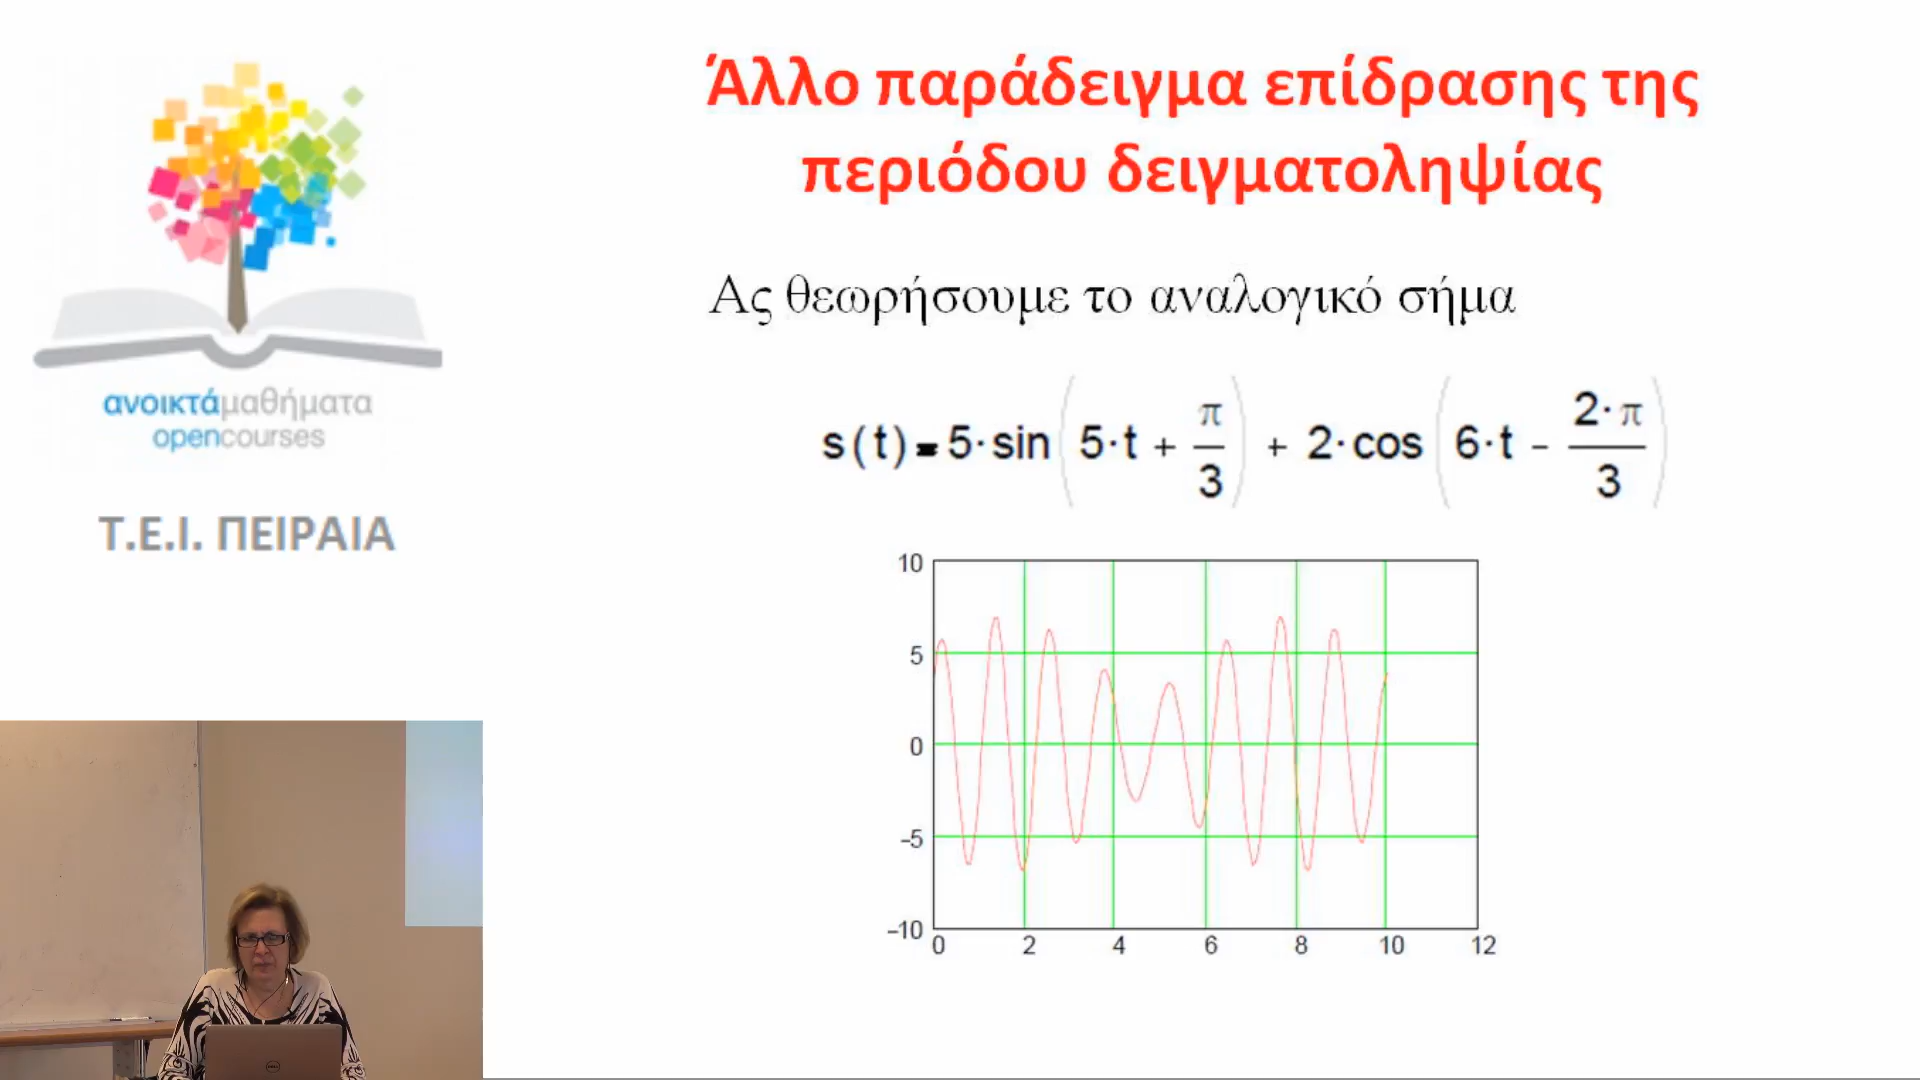 Άλλο παράδειγμα επίδρασης της
περιόδου δειγματοληψίας
Ας θεωρήσουμε το αναλογικό σήμα
s(t)=5·sin(5·t + π/3) + 2·cos(6·t - 2·π/3)
10
5
0
-5
-10
0 2 4 6 8 10 12
ανοικτάμαθήματα
opencourses
Τ.Ε.Ι. ΠΕΙΡΑΙΑ
DELL